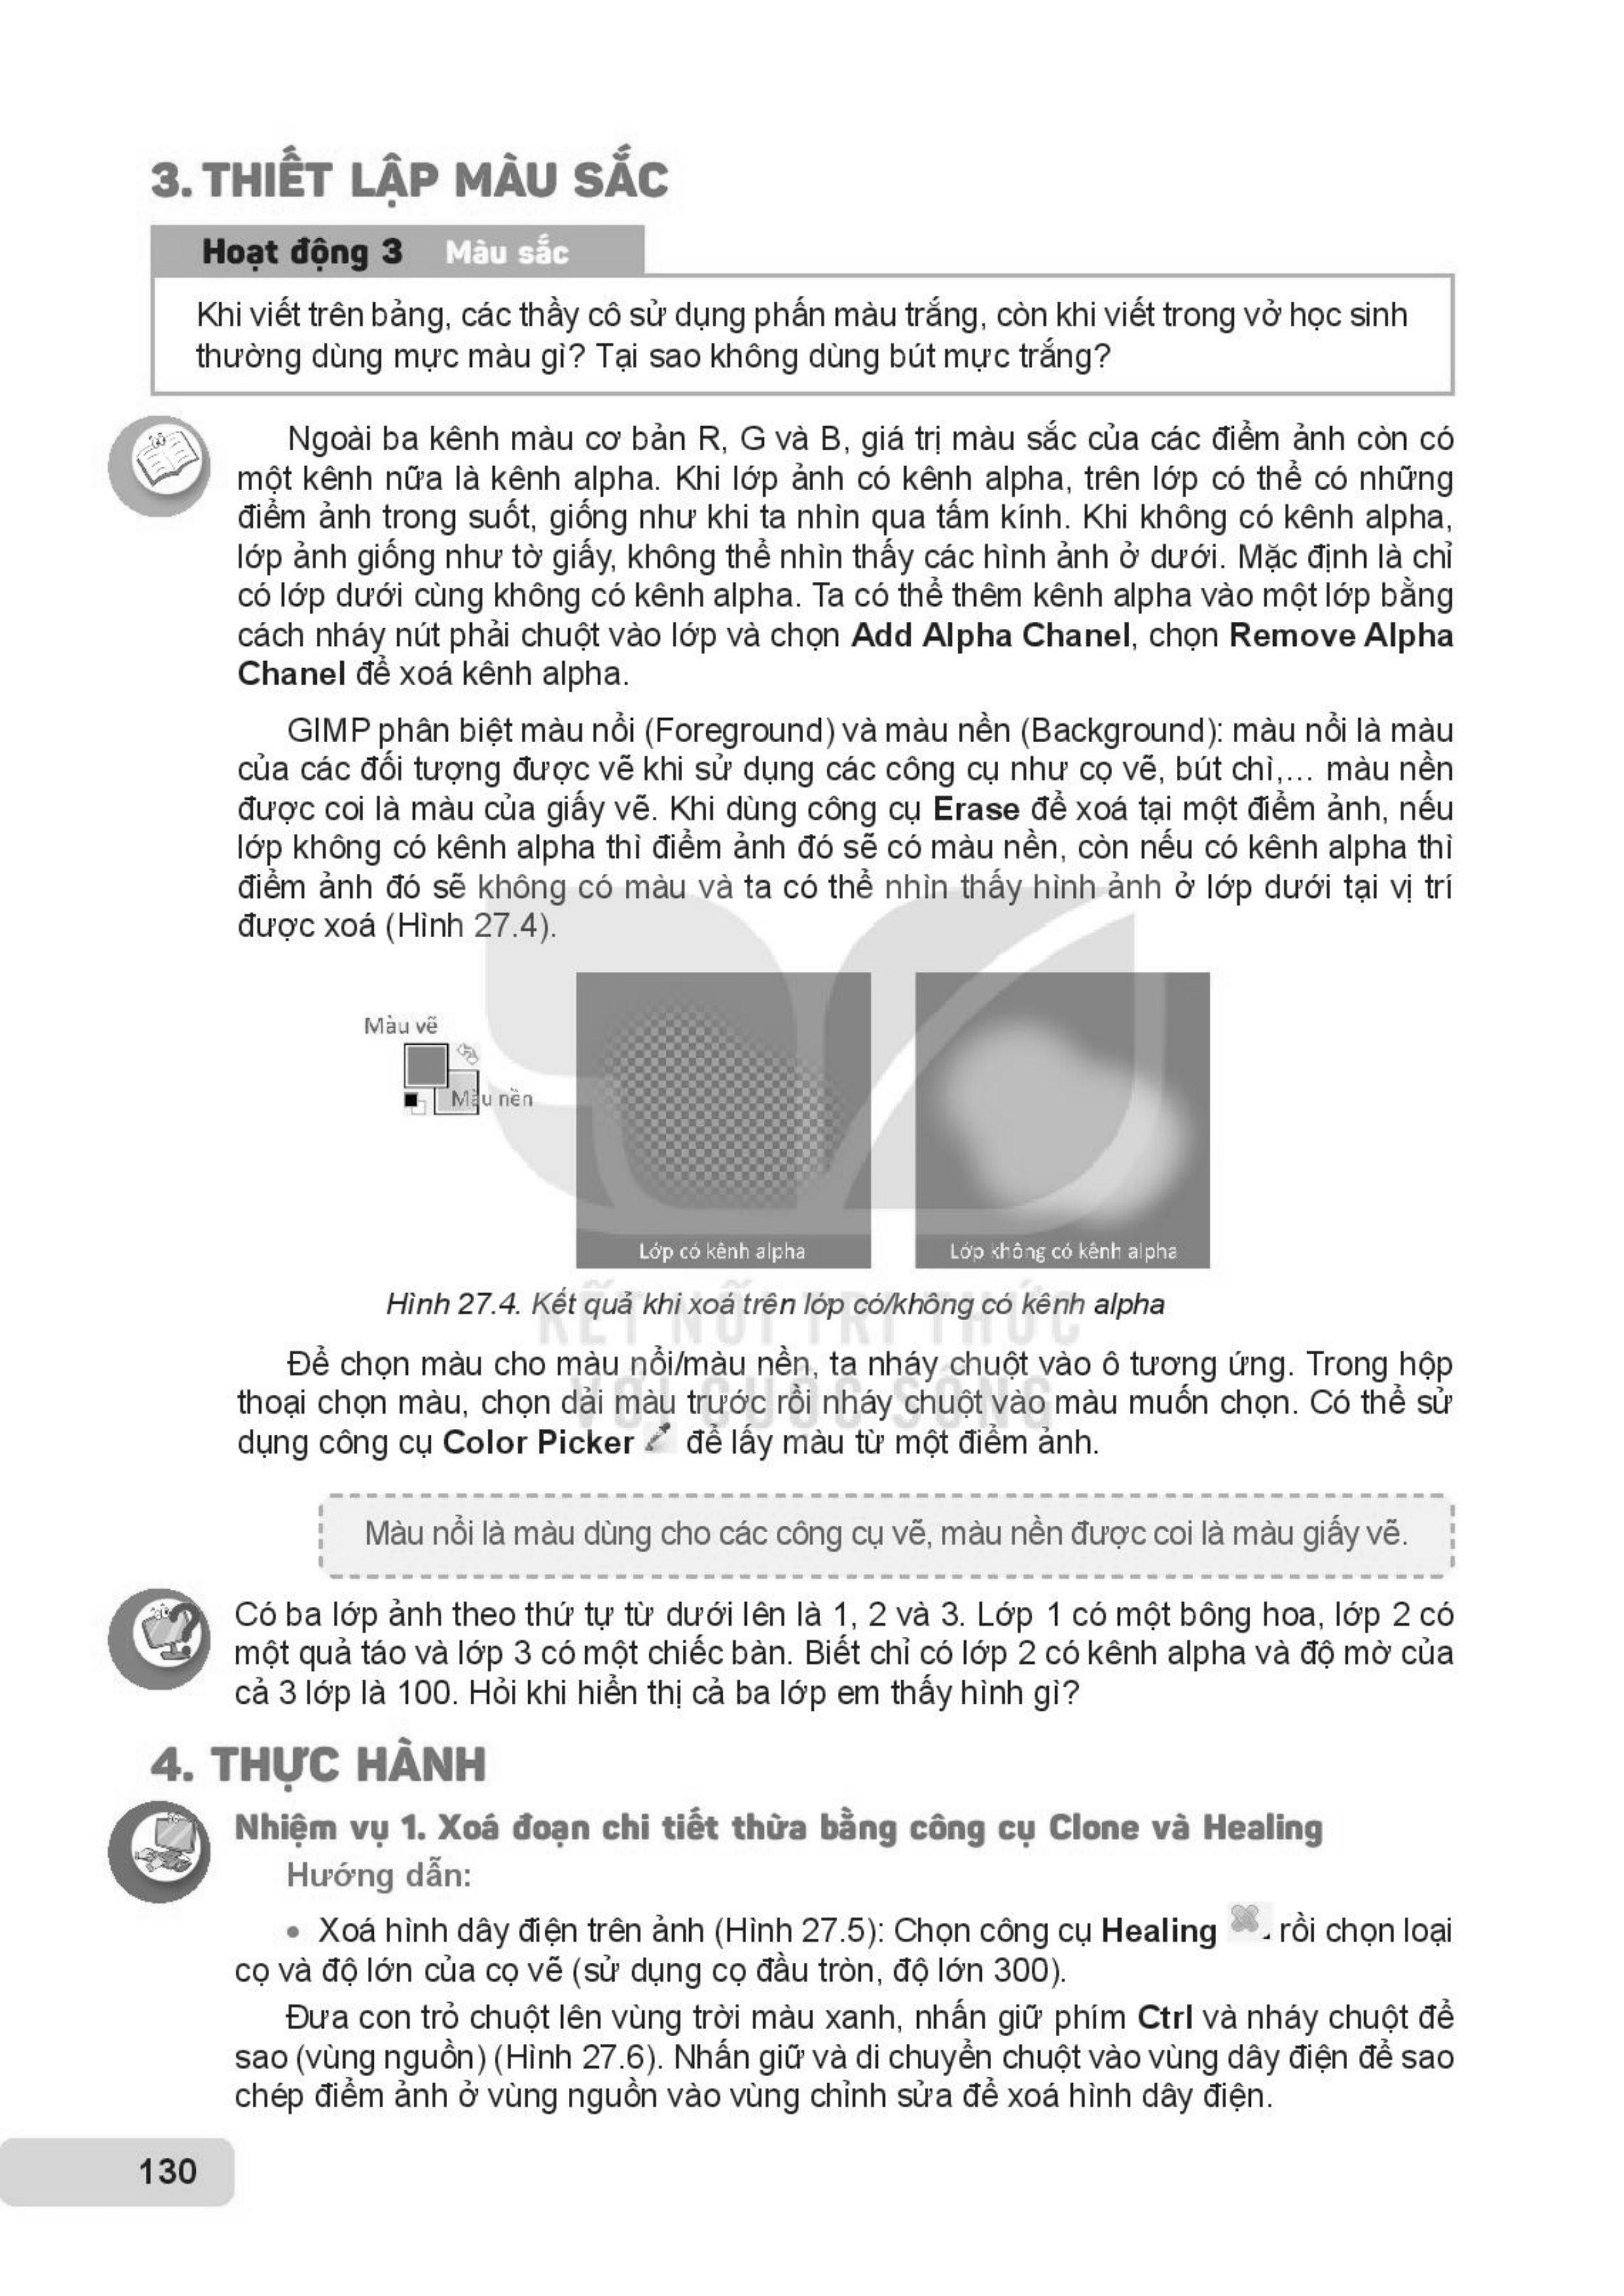 3. THIẾT LẬP MÀU SẮC
Hoạt động 3 Màu sắc
Khi viết trên bảng, các thầy cô sử dụng phấn màu trắng, còn khi viết trong vở học sinh
thường dùng mực màu gì? Tại sao không dùng bút mực trắng?
Ngoài ba kênh màu cơ bản R, G và B, giá trị màu sắc của các điểm ảnh còn có
một kênh nữa là kênh alpha. Khi lớp ảnh có kênh alpha, trên lớp có thể có những
điểm ảnh trong suốt, giống như khi ta nhìn qua tấm kính. Khi không có kênh alpha,
lớp ảnh giống như tờ giấy, không thể nhìn thấy các hình ảnh ở dưới. Mặc định là chỉ
có lớp dưới cùng không có kênh alpha. Ta có thể thêm kênh alpha vào một lớp bằng
cách nháy nút phải chuột vào lớp và chọn Add Alpha Chanel, chọn Remove Alpha
Chanel để xoá kênh alpha.
GIMP phân biệt màu nổi (Foreground) và màu nền (Background): màu nổi là màu
của các đối tượng được vẽ khi sử dụng các công cụ như cọ vẽ, bút chì,... màu nền
được coi là màu của giấy vẽ. Khi dùng công cụ Erase để xoá tại một điểm ảnh, nếu
lớp không có kênh alpha thì điểm ảnh đó sẽ có màu nền, còn nếu có kênh alpha thì
điểm ảnh đó sẽ không có màu và ta có thể nhìn thấy hình ảnh ở lớp dưới tại vị trí
được xoá (Hình 27.4).
Màu vẽ
Màu nền
Lớp có kênh alpha
Lớp không có kênh alpha
Hình 27.4. Kết quả khi xoá trên lớp có/không có kênh alpha
KẾT NỐI TRI THỨC
VỚI CUỘC SỐNG
Để chọn màu cho màu nổi/màu nền, ta nháy chuột vào ô tương ứng. Trong hộp
thoại chọn màu, chọn dải màu trước rồi nháy chuột vào màu muốn chọn. Có thể sử
dụng công cụ Color Picker để lấy màu từ một điểm ảnh.
Màu nổi là màu dùng cho các công cụ vẽ, màu nền được coi là màu giấy vẽ.
Có ba lớp ảnh theo thứ tự từ dưới lên là 1, 2 và 3. Lớp 1 có một bông hoa, lớp 2 có
một quả táo và lớp 3 có một chiếc bàn. Biết chỉ có lớp 2 có kênh alpha và độ mờ của
cả 3 lớp là 100. Hỏi khi hiển thị cả ba lớp em thấy hình gì?
4. THỰC HÀNH
Nhiệm vụ 1. Xoá đoạn chi tiết thừa bằng công cụ Clone và Healing
Hướng dẫn:
• Xoá hình dây điện trên ảnh (Hình 27.5): Chọn công cụ Healing rồi chọn loại
cọ và độ lớn của cọ vẽ (sử dụng cọ đầu tròn, độ lớn 300).
Đưa con trỏ chuột lên vùng trời màu xanh, nhấn giữ phím Ctrl và nháy chuột để
sao (vùng nguồn) (Hình 27.6). Nhấn giữ và di chuyển chuột vào vùng dây điện để sao
chép điểm ảnh ở vùng nguồn vào vùng chỉnh sửa để xoá hình dây điện.
130